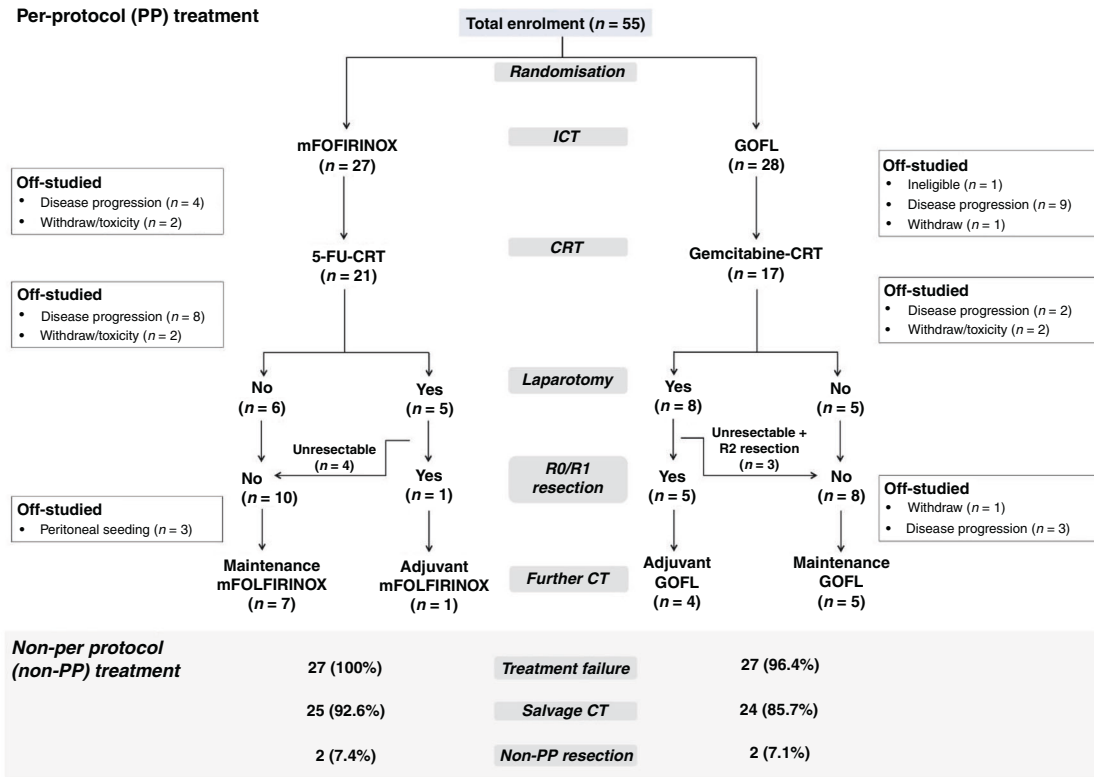 Per-protocol (PP) treatment
Total enrolment (n = 55)
Randomisation
ICT
mFOFIRINOX
(n = 27)
GOFL
(n = 28)
Off-studied
• Disease progression (n = 4)
• Withdraw/toxicity (n = 2)
Off-studied
• Ineligible (n = 1)
• Disease progression (n = 9)
• Withdraw (n = 1)
CRT
5-FU-CRT
(n = 21)
Gemcitabine-CRT
(n = 17)
Off-studied
• Disease progression (n = 8)
• Withdraw/toxicity (n = 2)
Off-studied
• Disease progression (n = 2)
• Withdraw/toxicity (n = 2)
Laparotomy
No
(n = 6)
Yes
(n = 5)
Yes
(n = 8)
No
(n = 5)
Unresectable
(n = 4)
Unresectable +
R2 resection
(n = 3)
R0/R1
resection
No
(n = 10)
Yes
(n = 1)
Yes
(n = 5)
No
(n = 8)
Off-studied
• Peritoneal seeding (n = 3)
Off-studied
• Withdraw (n = 1)
• Disease progression (n = 3)
Further CT
Maintenance
mFOLFIRINOX
(n = 7)
Adjuvant
mFOLFIRINOX
(n = 1)
Adjuvant
GOFL
(n = 4)
Maintenance
GOFL
(n = 5)
Non-per protocol
(non-PP) treatment
27 (100%) Treatment failure 27 (96.4%)
25 (92.6%) Salvage CT 24 (85.7%)
2 (7.4%) Non-PP resection 2 (7.1%)